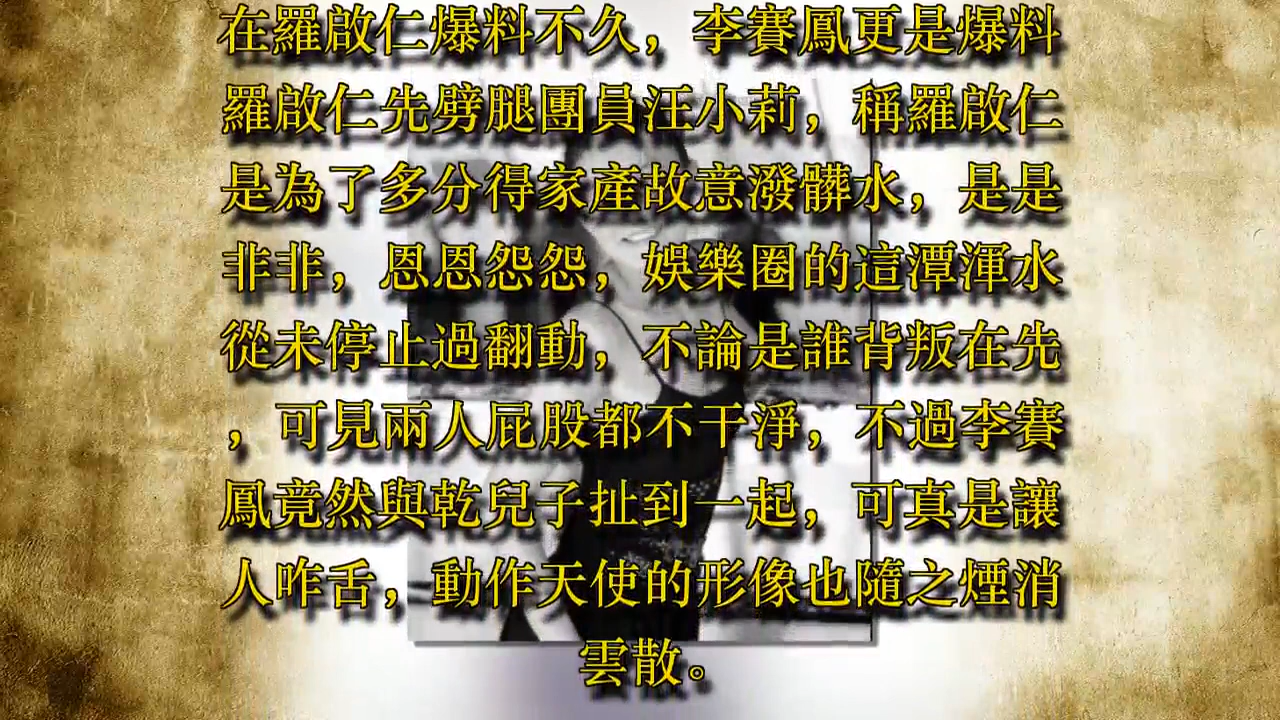 在羅啟仁爆料不久，李賽鳳更是爆料
羅啟仁先劈腿團員汪小莉，稱羅啟仁
是為了多分得家產故意潑髒水，是是
非非，恩恩怨怨，娛樂圈的這潭渾水
從未停止過翻動，不論是誰背叛在先
，可見兩人屁股都不干淨，不過李賽
鳳竟然與乾兒子扯到一起，可真是讓
人咋舌，動作天使的形像也隨之煙消
雲散。